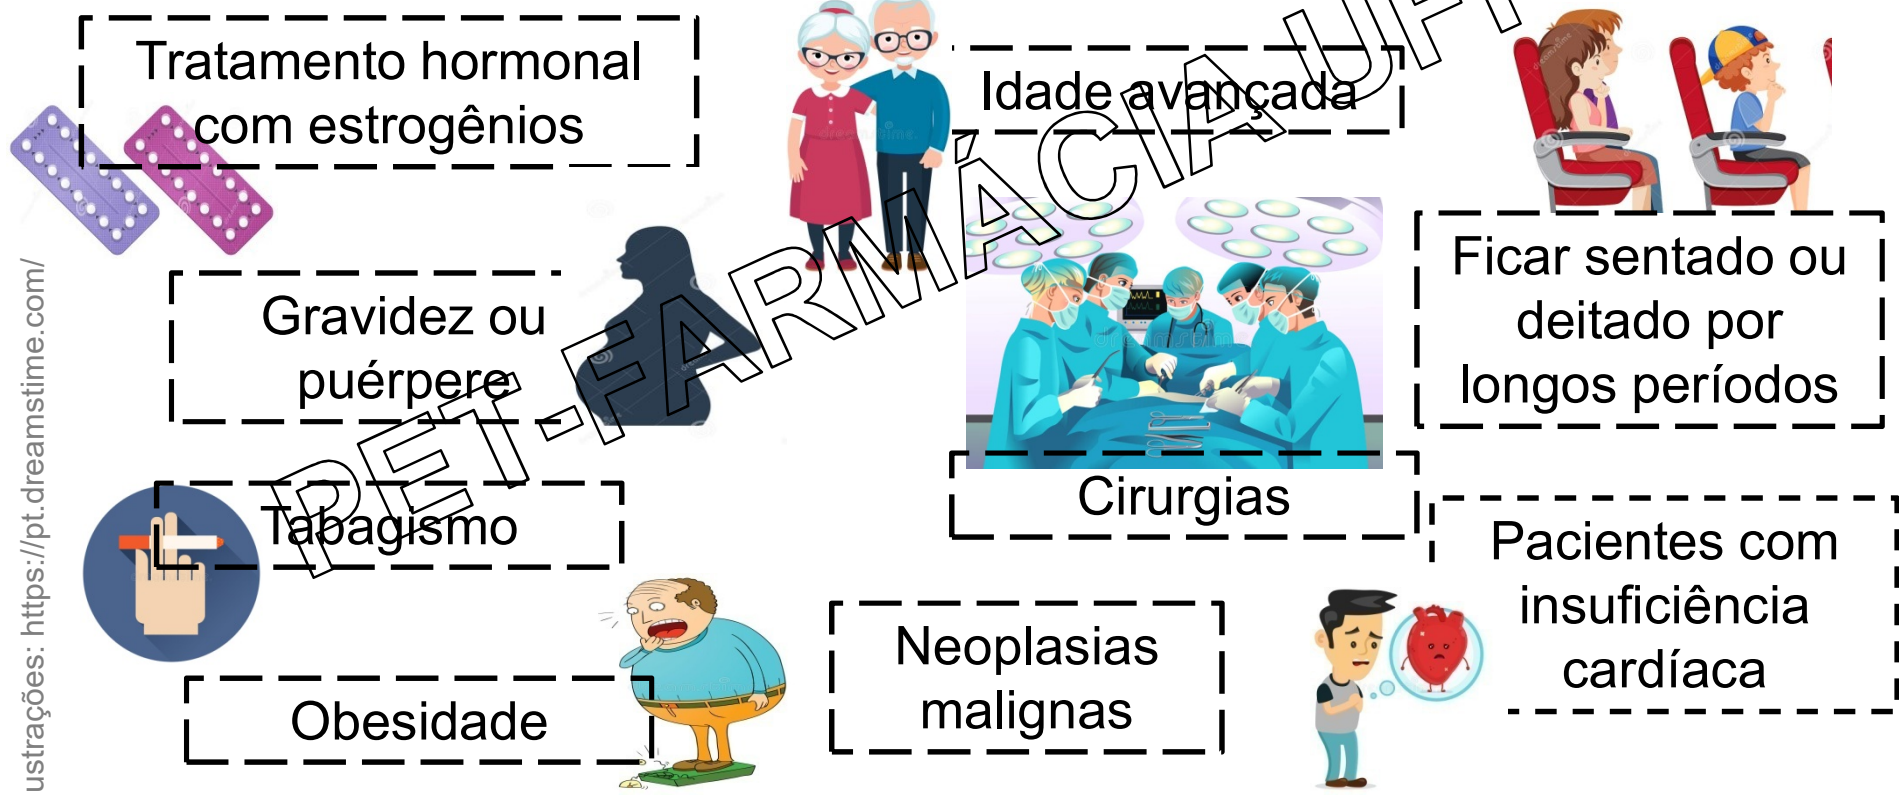 Tratamento hormonal
com estrogênios
Idade avançada
Gravidez ou
puérpere
Ficar sentado ou
deitado por
longos períodos
Tabagismo
Cirurgias
Pacientes com
insuficiência
cardíaca
Obesidade
Neoplasias
malignas
PET-FARMÁCIA
ustrações: https://pt.dreamstime.com/